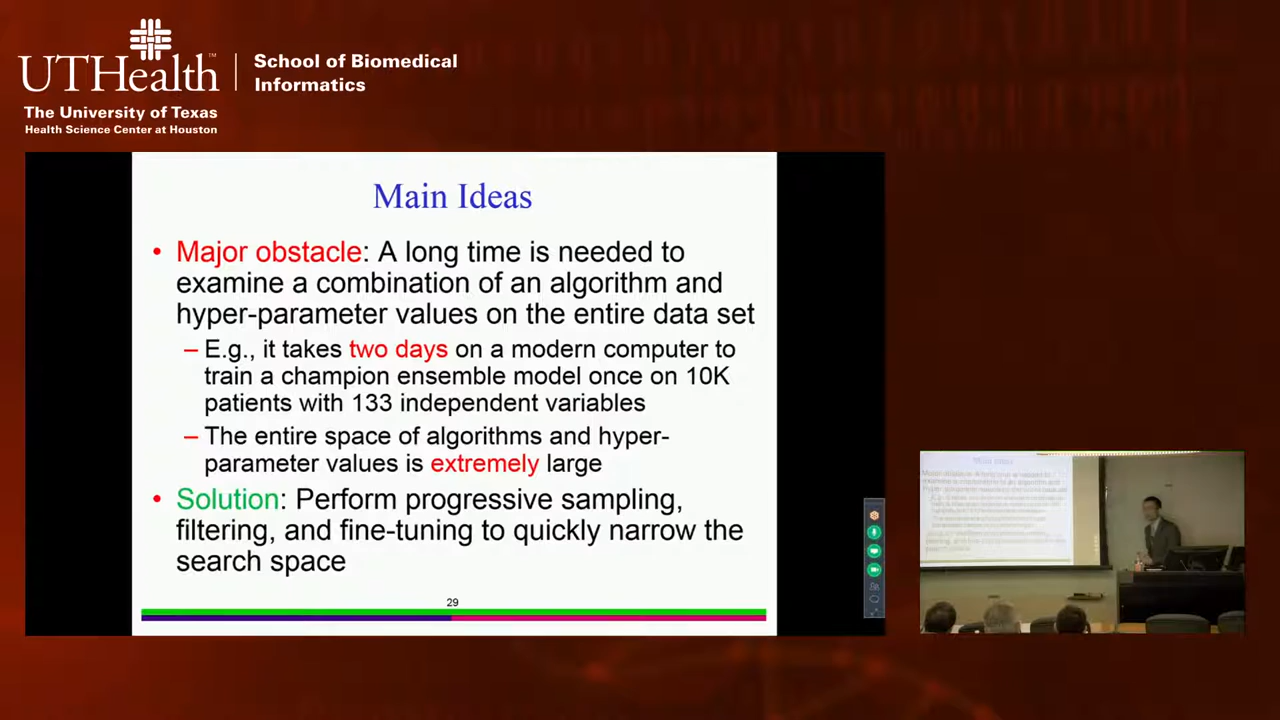 UTHealth™
The University of Texas
Health Science Center at Houston
School of Biomedical
Informatics
Main Ideas
• Major obstacle: A long time is needed to
examine a combination of an algorithm and
hyper-parameter values on the entire data set
– E.g., it takes two days on a modern computer to
train a champion ensemble model once on 10K
patients with 133 independent variables
– The entire space of algorithms and hyper-
parameter values is extremely large
• Solution: Perform progressive sampling,
filtering, and fine-tuning to quickly narrow the
search space
29
Main Ideas